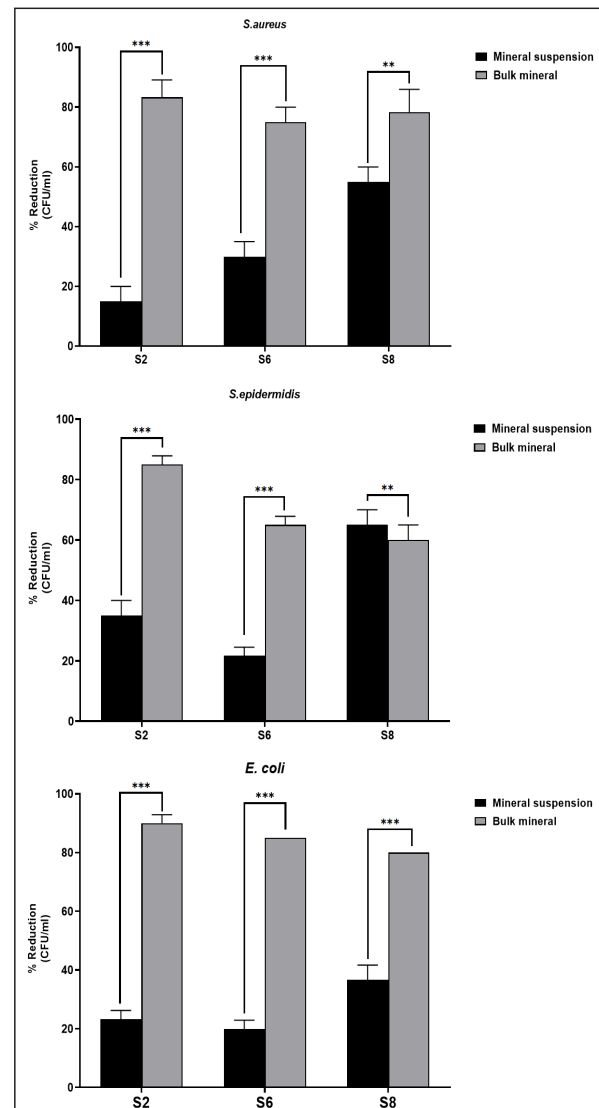 S.aureus
*** *** **
Mineral suspension
Bulk mineral
% Reduction
(CFU/ml)
100
80
60
40
20
0
S2 S6 S8
S.epidermidis
*** *** **
Mineral suspension
Bulk mineral
% Reduction
(CFU/ml)
100
80
60
40
20
0
S2 S6 S8
E. coli
*** *** ***
Mineral suspension
Bulk mineral
% Reduction
(CFU/ml)
100
80
60
40
20
0
S2 S6 S8